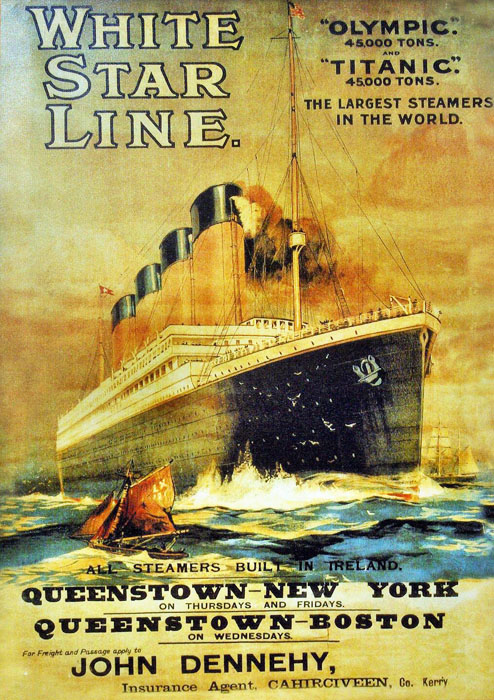 WHITE
STAR
LINE.
"OLYMPIC."
45,000 TONS.
AND
"TITANIC."
45,000 TONS.
THE LARGEST STEAMERS
IN THE WORLD.
ALL STEAMERS BUILT IN IRELAND.
QUEENSTOWN-NEW YORK
ON THURSDAYS AND FRIDAYS.
QUEENSTOWN-BOSTON
ON WEDNESDAYS.
For Freight and Passage apply to
JOHN DENNEHY,
Insurance Agent, CAHIRCIVEEN, Co. Kerry